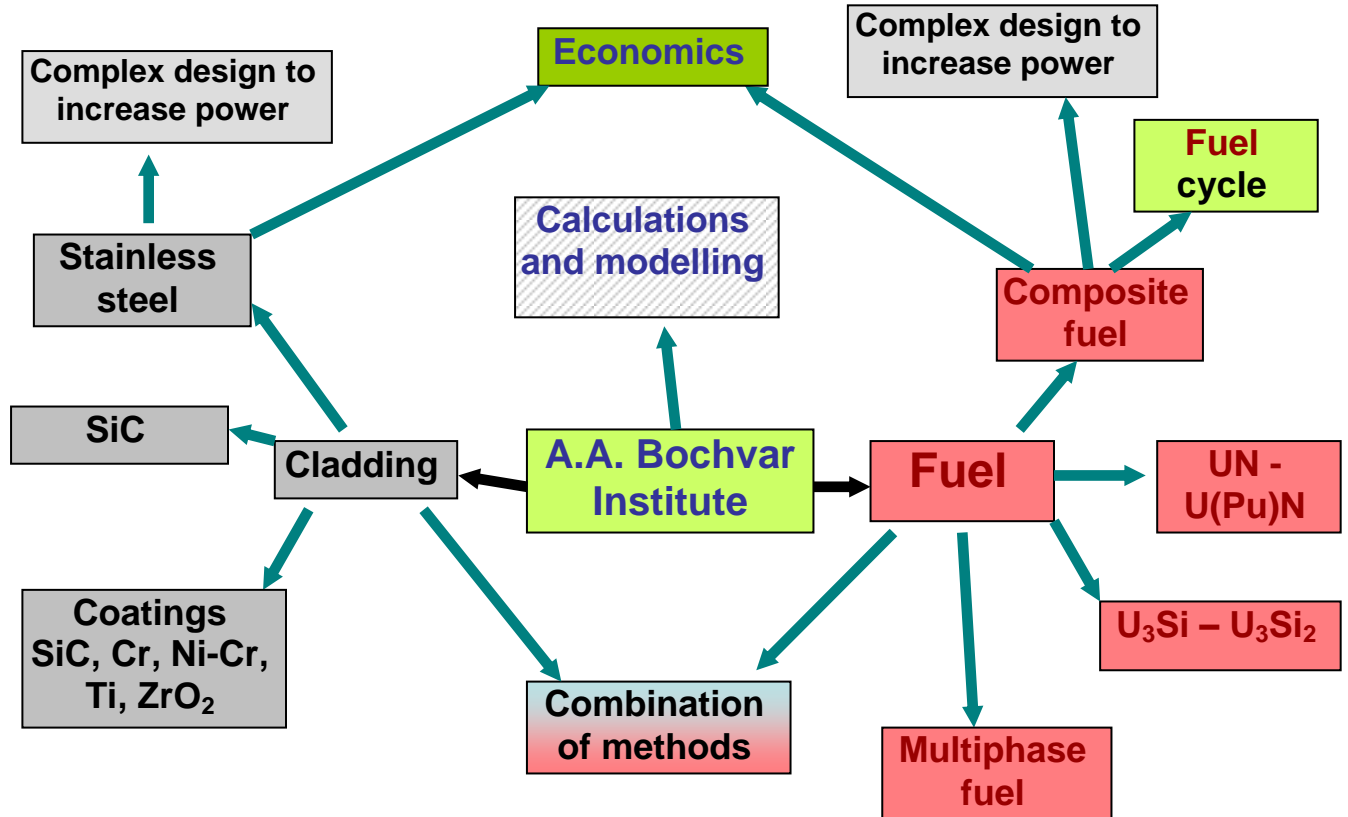 Complex design to
increase power
Economics
Complex design to
increase power
Fuel
cycle
Calculations
and modelling
Stainless
steel
Composite
fuel
SiC
Cladding
A.A. Bochvar
Institute
Fuel
UN -
U(Pu)N
Coatings
SiC, Cr, Ni-Cr,
Ti, ZrO₂
U₃Si – U₃Si₂
Combination
of methods
Multiphase
fuel